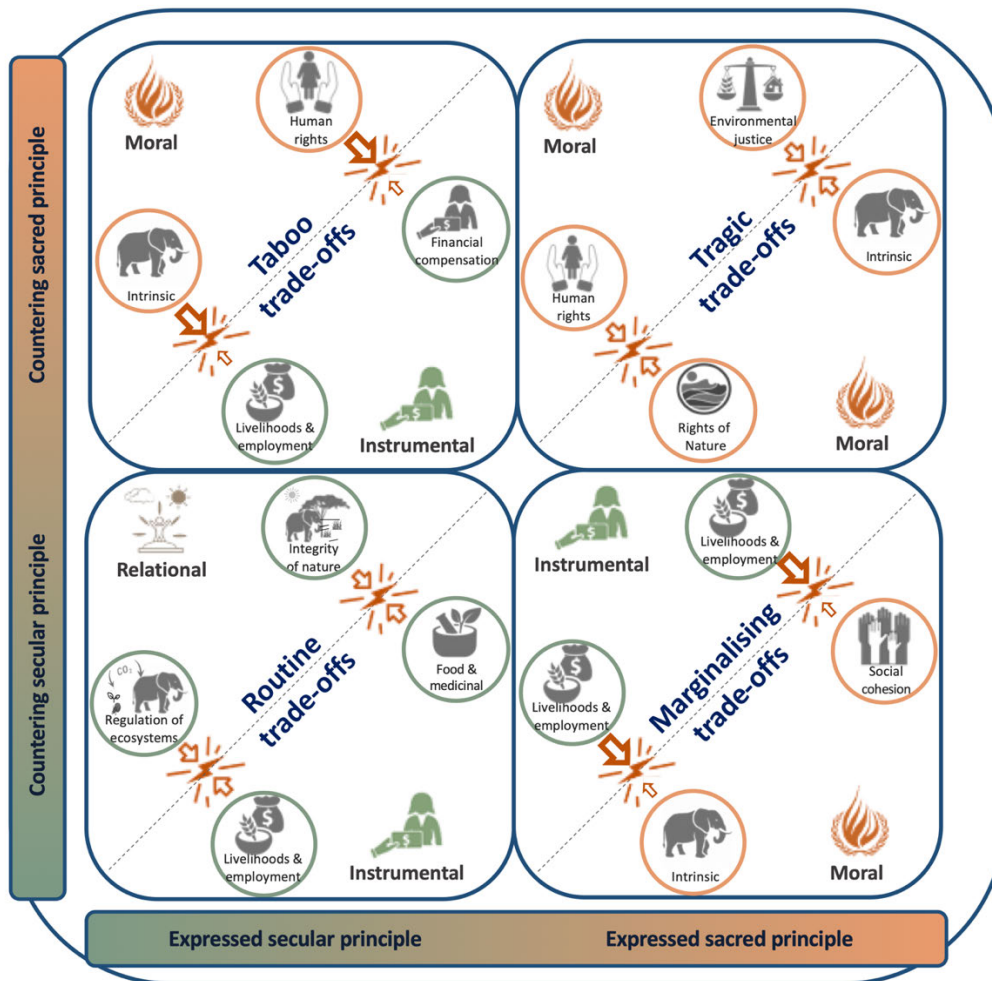 Countering sacred principle
Countering secular principle
Moral
Human
rights
Intrinsic
Taboo
trade-offs
$
Financial
compensation
$
Livelihoods &
employment
$
Instrumental
Moral
Environmental
justice
Intrinsic
Human
rights
Tragic
trade-offs
Rights of
Nature
Moral
Relational
Integrity
of nature
CO₂
Regulation of
ecosystems
Routine
trade-offs
Food &
medicinal
$
Livelihoods &
employment
$
Instrumental
$
Instrumental
$
Livelihoods &
employment
$
Livelihoods &
employment
Marginalising
trade-offs
Social
cohesion
Intrinsic
Moral
Expressed secular principle
Expressed sacred principle